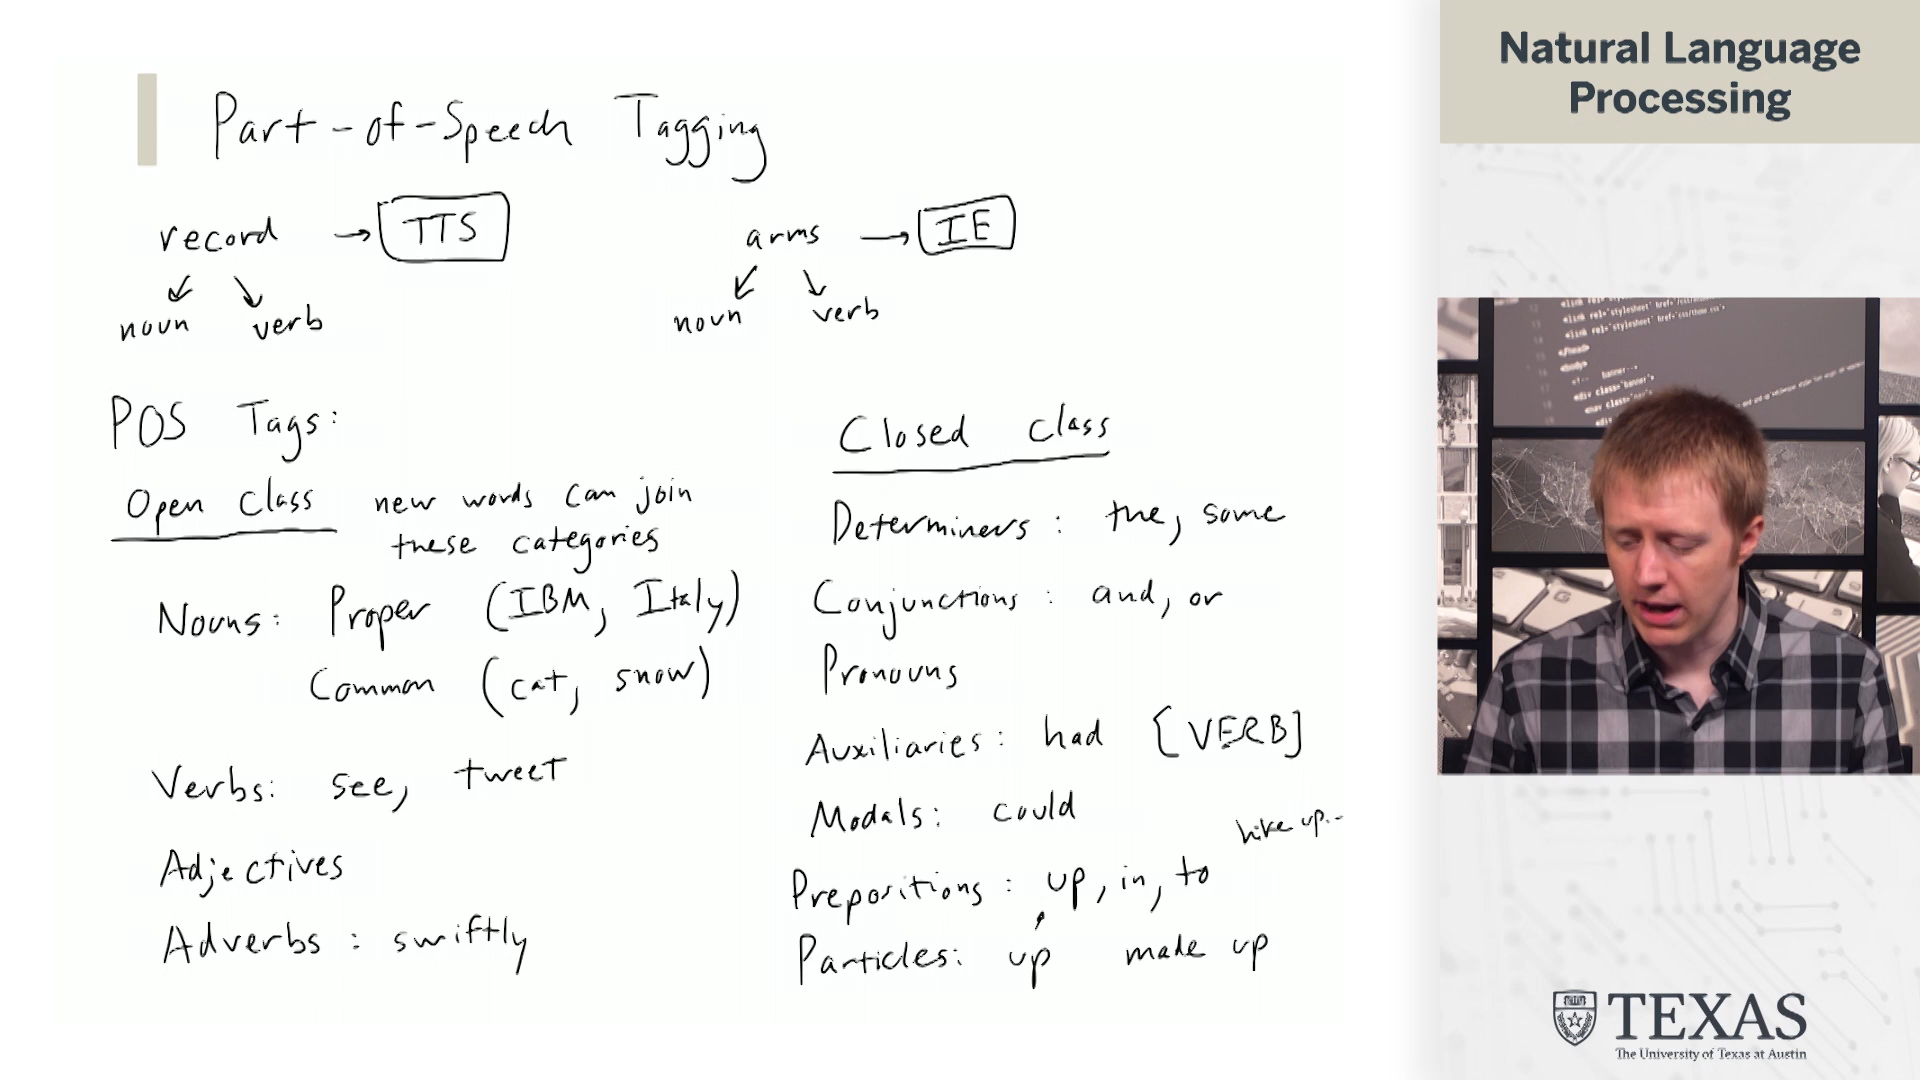 Part-of-Speech Tagging
record → TTS
noun verb
arms → IE
noun verb
POS Tags:
Open class new words can join
these categories
Nouns: Proper (IBM, Italy)
Common (cat, snow)
Verbs: see, tweet
Adjectives
Adverbs: swiftly
Closed class
Determiners: the, some
Conjunctions: and, or
Pronouns
Auxiliaries: had [VERB]
Modals: could
hike up..
Prepositions: up, in, to
Particles: up made up
Natural Language
Processing
TEXAS
The University of Texas at Austin